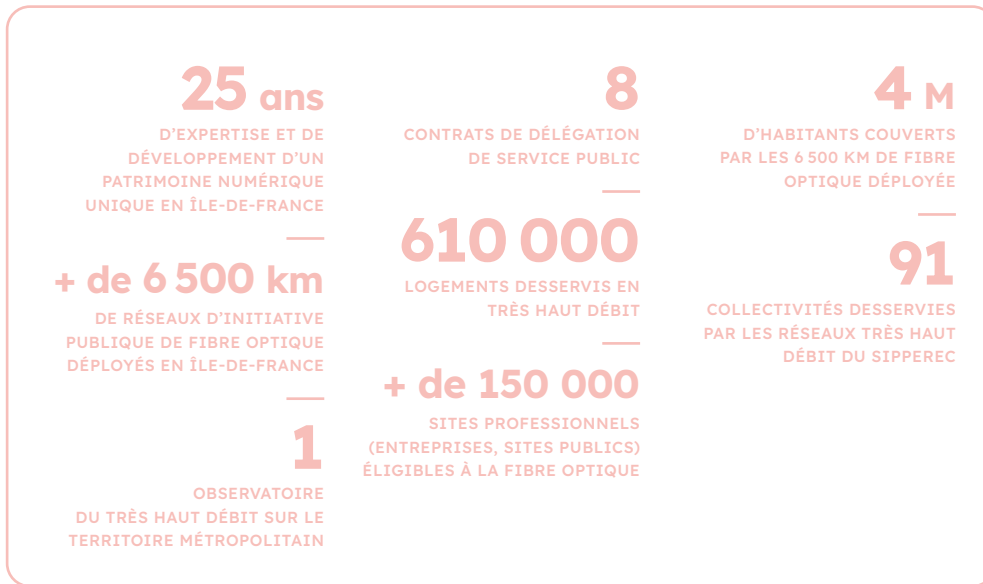 25 ans
D'EXPERTISE ET DE
DÉVELOPPEMENT D'UN
PATRIMOINE NUMÉRIQUE
UNIQUE EN ÎLE-DE-FRANCE
+ de 6 500 km
DE RÉSEAUX D'INITIATIVE
PUBLIQUE DE FIBRE OPTIQUE
DÉPLOYÉS EN ÎLE-DE-FRANCE
1
OBSERVATOIRE
DU TRÈS HAUT DÉBIT SUR LE
TERRITOIRE MÉTROPOLITAIN
8
CONTRATS DE DÉLÉGATION
DE SERVICE PUBLIC
610 000
LOGEMENTS DESSERVIS EN
TRÈS HAUT DÉBIT
+ de 150 000
SITES PROFESSIONNELS
(ENTREPRISES, SITES PUBLICS)
ÉLIGIBLES À LA FIBRE OPTIQUE
4 M
D'HABITANTS COUVERTS
PAR LES 6 500 KM DE FIBRE
OPTIQUE DÉPLOYÉE
91
COLLECTIVITÉS DESSERVIES
PAR LES RÉSEAUX TRÈS HAUT
DÉBIT DU SIPPEREC